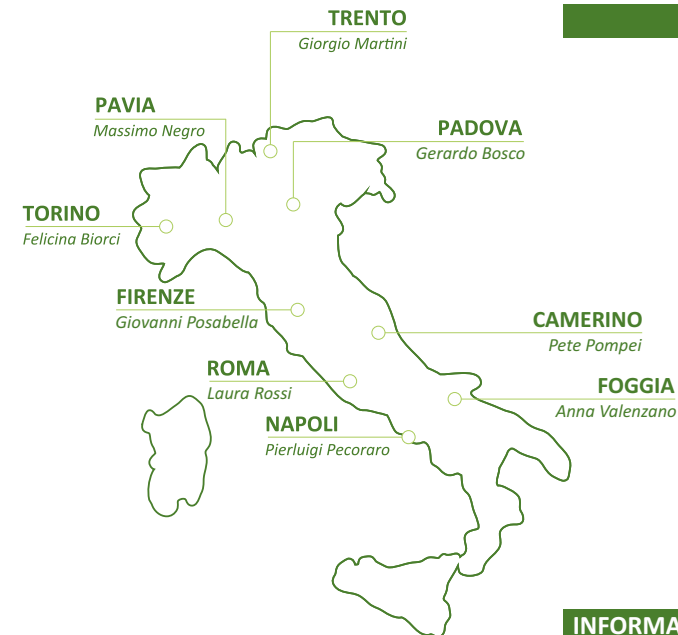 TRENTO
Giorgio Martini
PAVIA
Massimo Negro
PADOVA
Gerardo Bosco
TORINO
Felicina Biorci
FIRENZE
Giovanni Posabella
CAMERINO
Pete Pompei
ROMA
Laura Rossi
FOGGIA
Anna Valenzano
NAPOLI
Pierluigi Pecoraro
INFORMA